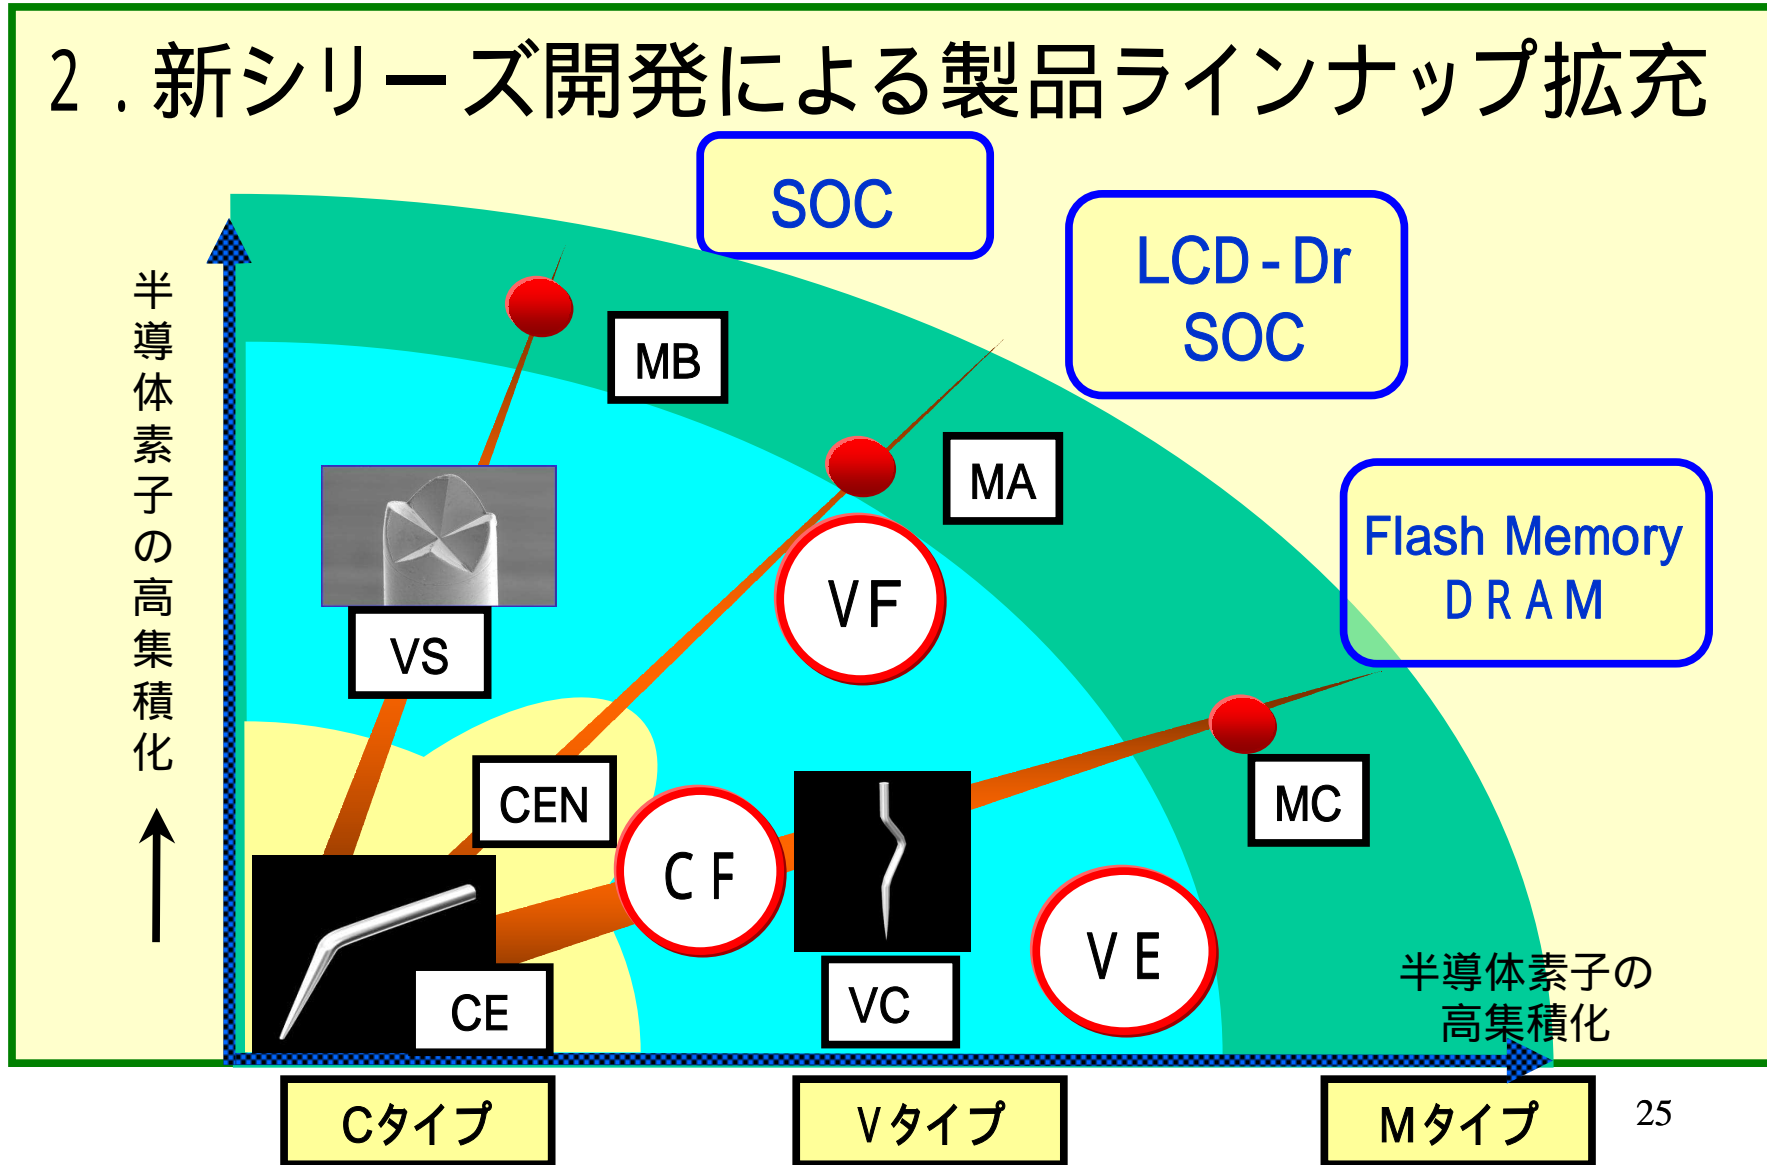 ２．新シリーズ開発による製品ラインナップ拡充
SOC
LCD-Dr
SOC
Flash Memory
ＤＲＡＭ
半導体素子の高集積化
MB
MA
MC
VS
ＶＦ
CEN
ＣＦ
CE
VC
ＶＥ
半導体素子の
高集積化
Cタイプ
Vタイプ
Mタイプ
25